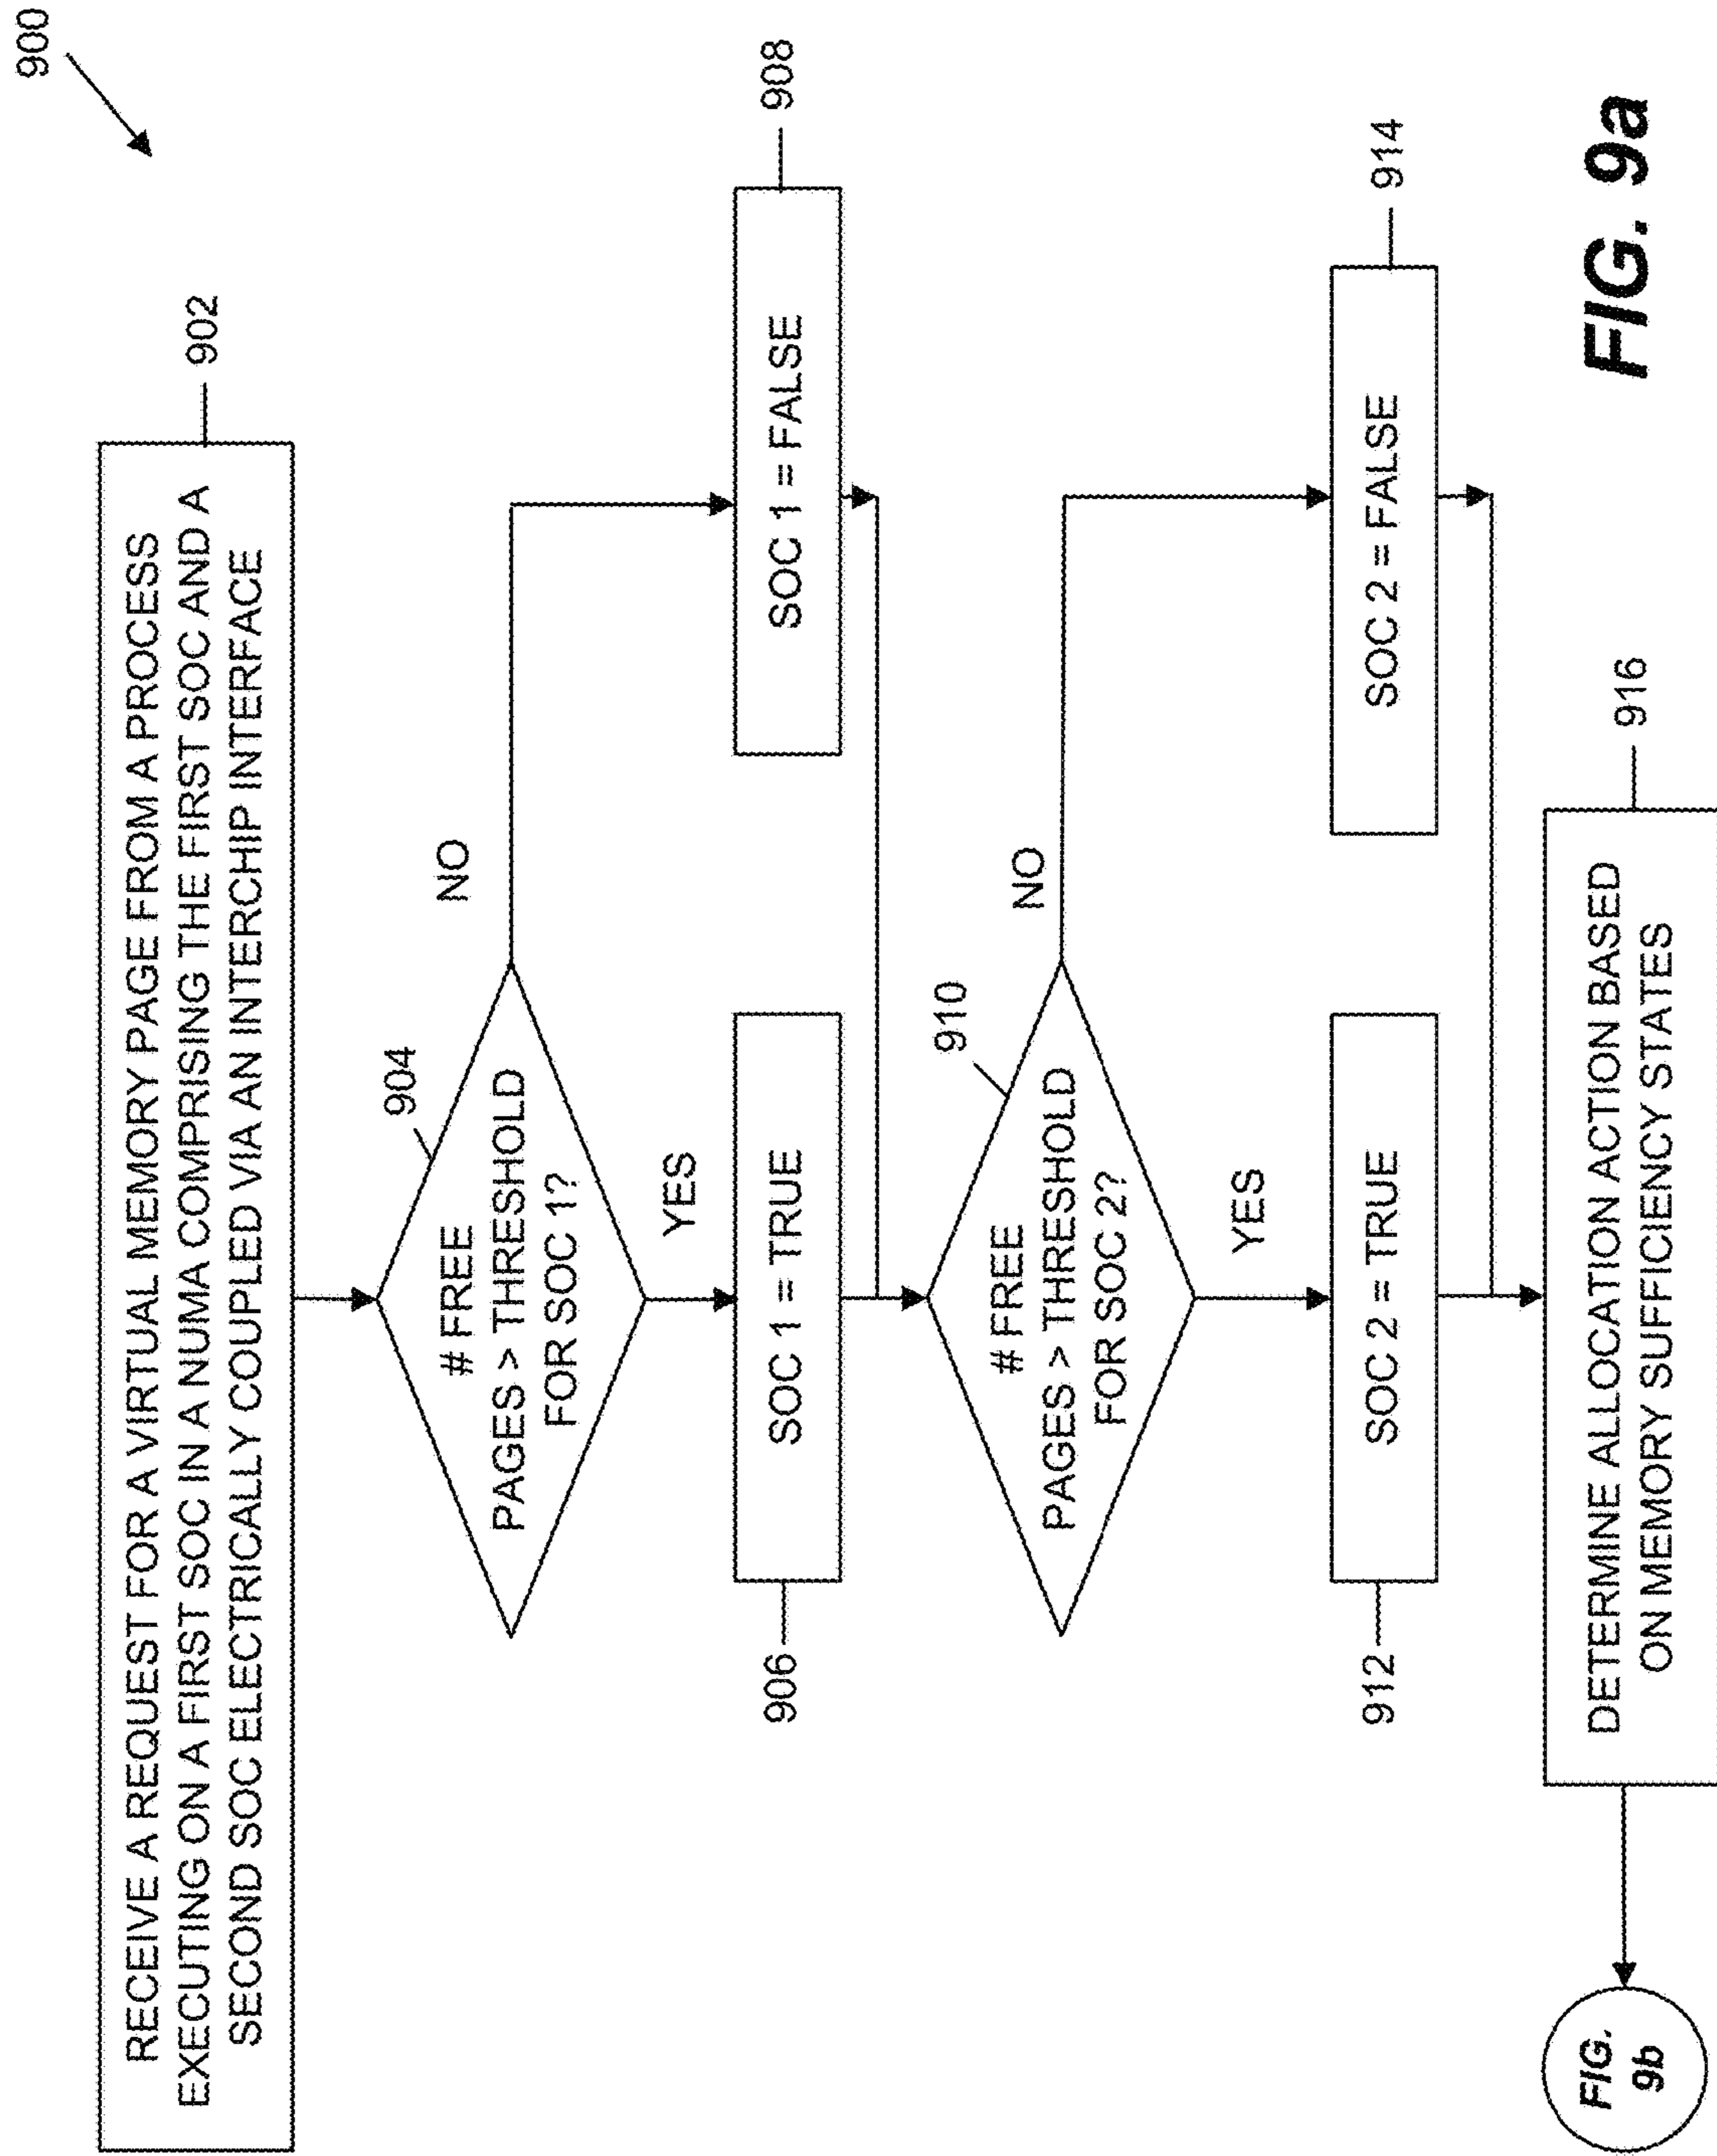 900
RECEIVE A REQUEST FOR A VIRTUAL MEMORY PAGE FROM A PROCESS
EXECUTING ON A FIRST SOC IN A NUMA COMPRISING THE FIRST SOC AND A
SECOND SOC ELECTRICALLY COUPLED VIA AN INTERCHIP INTERFACE
902
904
# FREE
PAGES > THRESHOLD
FOR SOC 1?
NO
YES
906
SOC 1 = TRUE
SOC 1 = FALSE
908
910
# FREE
PAGES > THRESHOLD
FOR SOC 2?
NO
YES
912
SOC 2 = TRUE
SOC 2 = FALSE
914
DETERMINE ALLOCATION ACTION BASED
ON MEMORY SUFFICIENCY STATES
916
FIG.
9b
FIG. 9a